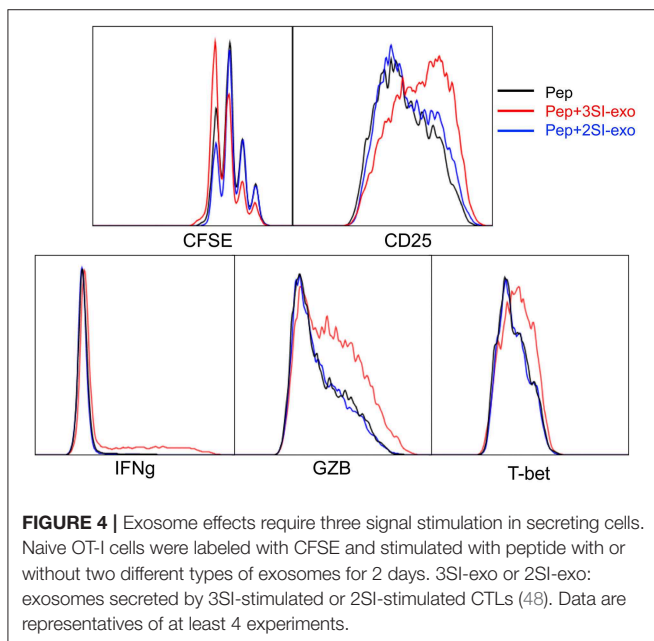 Pep
Pep+3SI-exo
Pep+2SI-exo
CFSE
CD25
IFNg
GZB
T-bet
FIGURE 4 | Exosome effects require three signal stimulation in secreting cells.
Naive OT-I cells were labeled with CFSE and stimulated with peptide with or
without two different types of exosomes for 2 days. 3SI-exo or 2SI-exo:
exosomes secreted by 3SI-stimulated or 2SI-stimulated CTLs (48). Data are
representatives of at least 4 experiments.